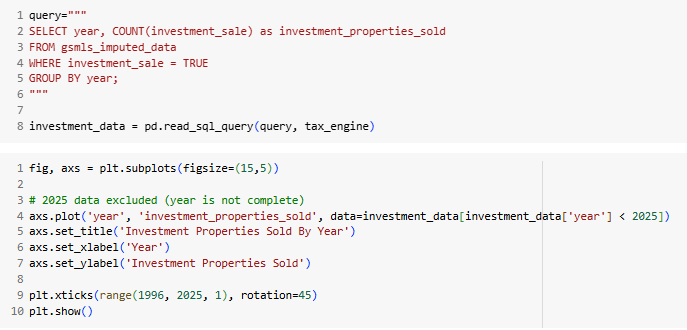 1 query="""
2 SELECT year, COUNT(investment_sale) as investment_properties_sold
3 FROM gsmls_imputed_data
4 WHERE investment_sale = TRUE
5 GROUP BY year;
6 """
7
8 investment_data = pd.read_sql_query(query, tax_engine)
1 fig, axs = plt.subplots(figsize=(15,5))
2
3 # 2025 data excluded (year is not complete)
4 axs.plot('year', 'investment_properties_sold', data=investment_data[investment_data['year'] < 2025])
5 axs.set_title('Investment Properties Sold By Year')
6 axs.set_xlabel('Year')
7 axs.set_ylabel('Investment Properties Sold')
8
9 plt.xticks(range(1996, 2025, 1), rotation=45)
10 plt.show()